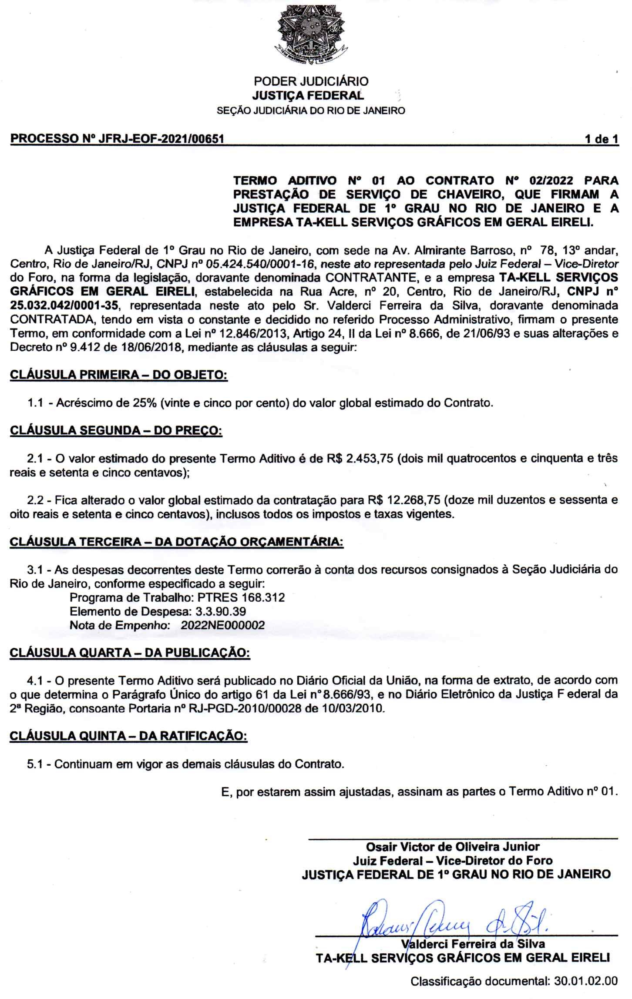 PODER JUDICIÁRIO
JUSTIÇA FEDERAL
SEÇÃO JUDICIÁRIA DO RIO DE JANEIRO
PROCESSO Nº JFRJ-EOF-2021/00651 1 de 1
TERMO ADITIVO Nº 01 AO CONTRATO Nº 02/2022 PARA
PRESTAÇÃO DE SERVIÇO DE CHAVEIRO, QUE FIRMAM A
JUSTIÇA FEDERAL DE 1º GRAU NO RIO DE JANEIRO E A
EMPRESA TA-KELL SERVIÇOS GRÁFICOS EM GERAL EIRELI.
A Justiça Federal de 1º Grau no Rio de Janeiro, com sede na Av. Almirante Barroso, nº 78, 13º andar,
Centro, Rio de Janeiro/RJ, CNPJ nº 05.424.540/0001-16, neste ato representada pelo Juiz Federal – Vice-Diretor
do Foro, na forma da legislação, doravante denominada CONTRATANTE, e a empresa TA-KELL SERVIÇOS
GRÁFICOS EM GERAL EIRELI, estabelecida na Rua Acre, nº 20, Centro, Rio de Janeiro/RJ, CNPJ nº
25.032.042/0001-35, representada neste ato pelo Sr. Valderci Ferreira da Silva, doravante denominada
CONTRATADA, tendo em vista o constante e decidido no referido Processo Administrativo, firmam o presente
Termo, em conformidade com a Lei nº 12.846/2013, Artigo 24, II da Lei nº 8.666, de 21/06/93 e suas alterações e
Decreto nº 9.412 de 18/06/2018, mediante as cláusulas a seguir:
CLÁUSULA PRIMEIRA – DO OBJETO:
1.1 - Acréscimo de 25% (vinte e cinco por cento) do valor global estimado do Contrato.
CLÁUSULA SEGUNDA – DO PREÇO:
2.1 - O valor estimado do presente Termo Aditivo é de R$ 2.453,75 (dois mil quatrocentos e cinquenta e três
reais e setenta e cinco centavos);
2.2 - Fica alterado o valor global estimado da contratação para R$ 12.268,75 (doze mil duzentos e sessenta e
oito reais e setenta e cinco centavos), inclusos todos os impostos e taxas vigentes.
CLÁUSULA TERCEIRA – DA DOTAÇÃO ORÇAMENTÁRIA:
3.1 - As despesas decorrentes deste Termo correrão à conta dos recursos consignados à Seção Judiciária do
Rio de Janeiro, conforme especificado a seguir:
Programa de Trabalho: PTRES 168.312
Elemento de Despesa: 3.3.90.39
Nota de Empenho: 2022NE000002
CLÁUSULA QUARTA – DA PUBLICAÇÃO:
4.1 - O presente Termo Aditivo será publicado no Diário Oficial da União, na forma de extrato, de acordo com
o que determina o Parágrafo Único do artigo 61 da Lei nº 8.666/93, e no Diário Eletrônico da Justiça F ederal da
2ª Região, consoante Portaria nº RJ-PGD-2010/00028 de 10/03/2010.
CLÁUSULA QUINTA – DA RATIFICAÇÃO:
5.1 - Continuam em vigor as demais cláusulas do Contrato.
E, por estarem assim ajustadas, assinam as partes o Termo Aditivo nº 01.
Osair Victor de Oliveira Junior
Juiz Federal – Vice-Diretor do Foro
JUSTIÇA FEDERAL DE 1º GRAU NO RIO DE JANEIRO
Valderci Ferreira da Silva
TA-KELL SERVIÇOS GRÁFICOS EM GERAL EIRELI
Classificação documental: 30.01.02.00